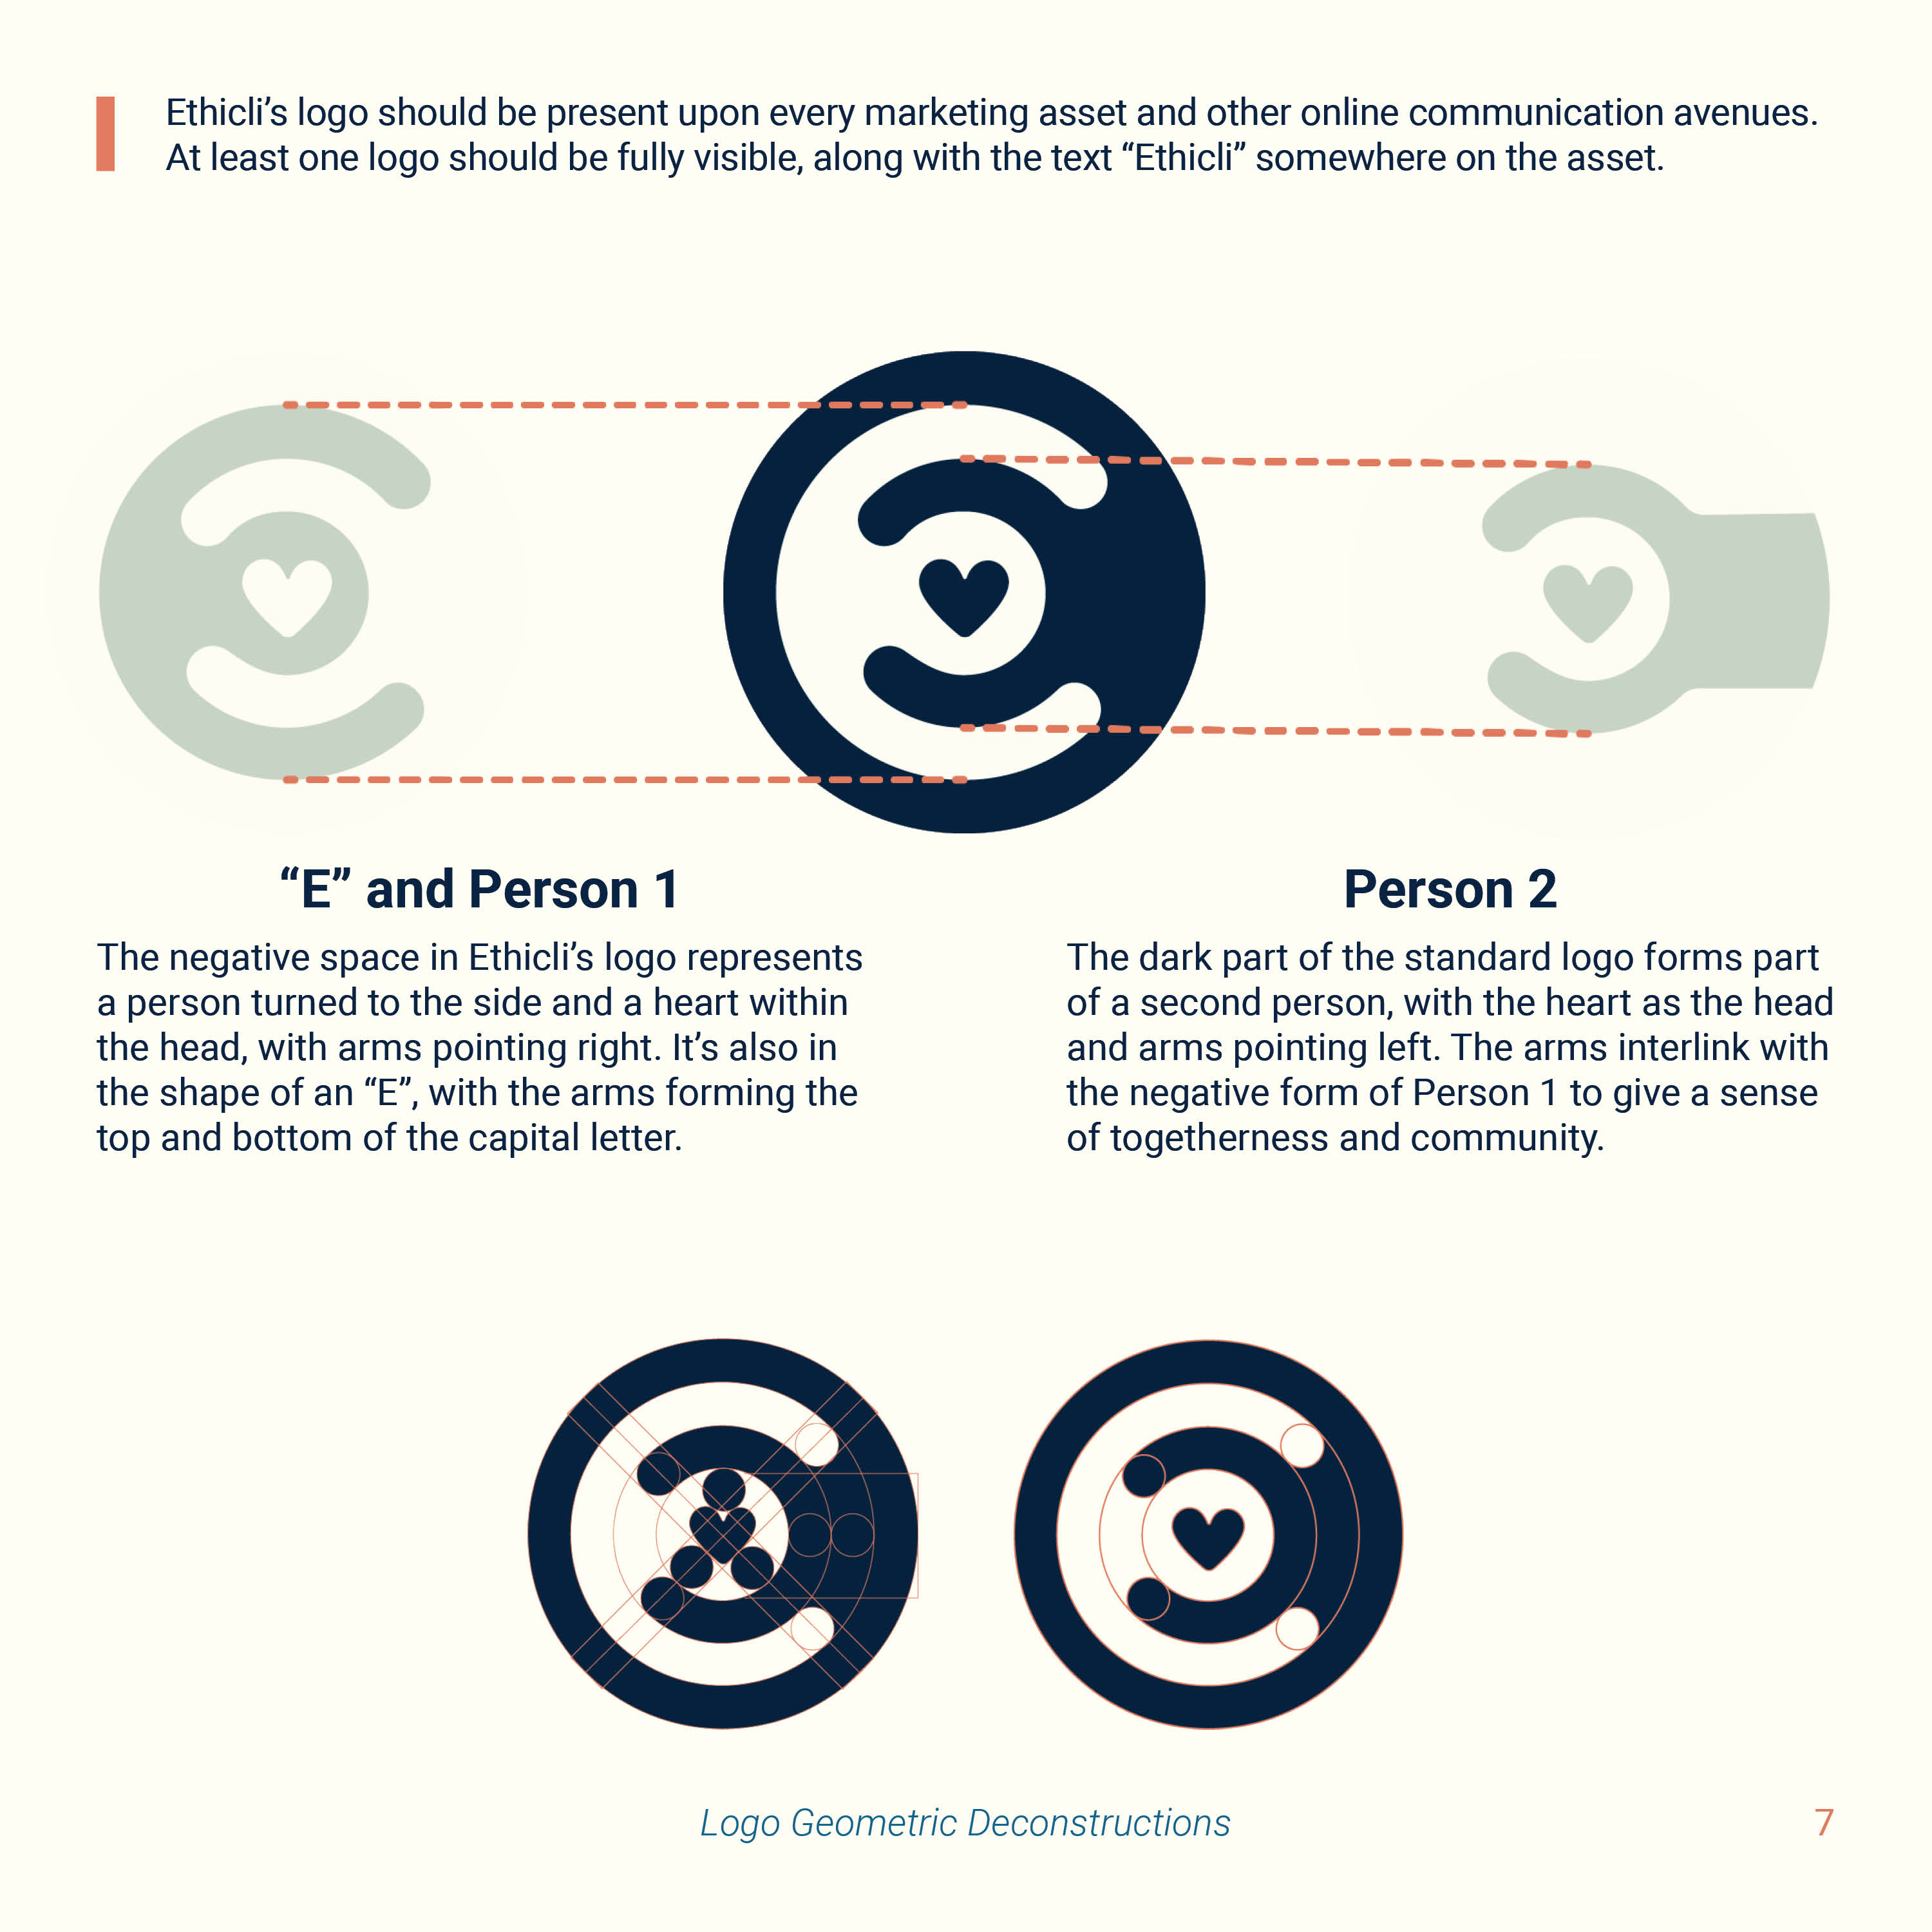 Ethicli’s logo should be present upon every marketing asset and other online communication avenues.
At least one logo should be fully visible, along with the text “Ethicli” somewhere on the asset.
“E” and Person 1
The negative space in Ethicli’s logo represents
a person turned to the side and a heart within
the head, with arms pointing right. It’s also in
the shape of an “E”, with the arms forming the
top and bottom of the capital letter.
Person 2
The dark part of the standard logo forms part
of a second person, with the heart as the head
and arms pointing left. The arms interlink with
the negative form of Person 1 to give a sense
of togetherness and community.
Logo Geometric Deconstructions
7